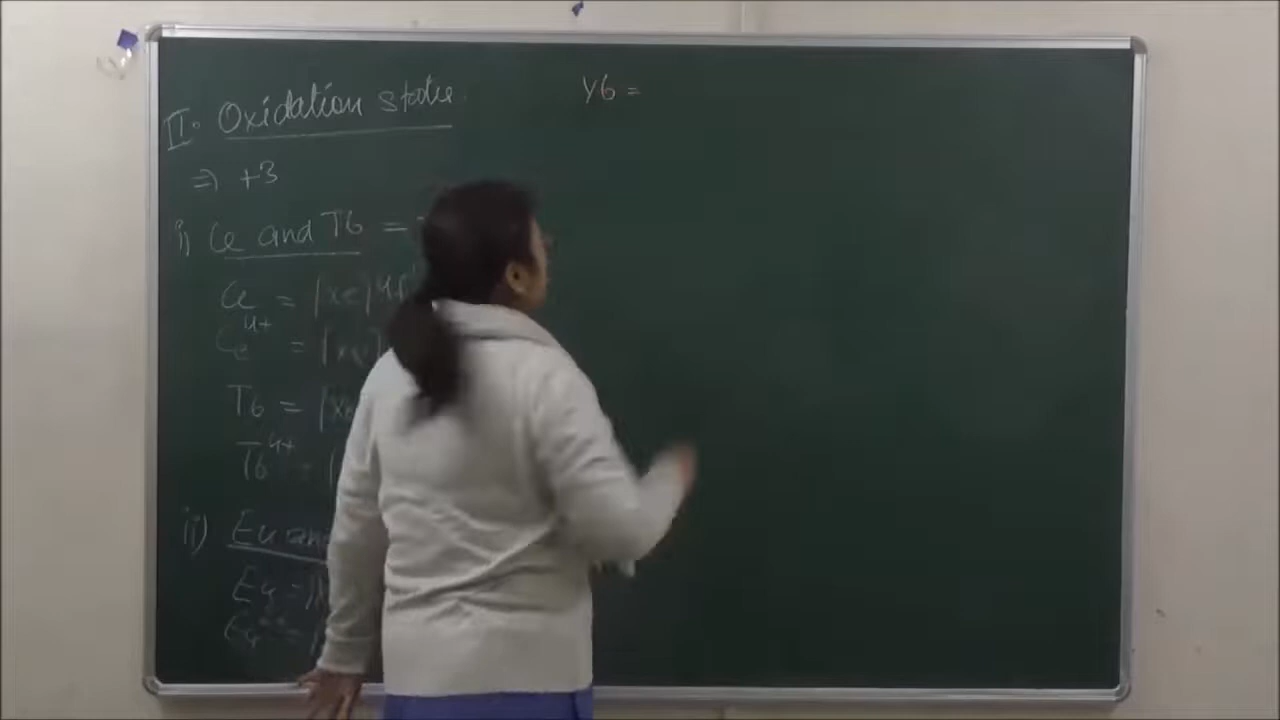 II. Oxidation state.
⇒ +3
i) Ce and Tb =
Ce = [Xe] 4f
Ce4+ = [Xe]
Tb = [Xe
Tb4+ = [
ii) Eu and
Eu = [
Eu2+ = [
Yb =